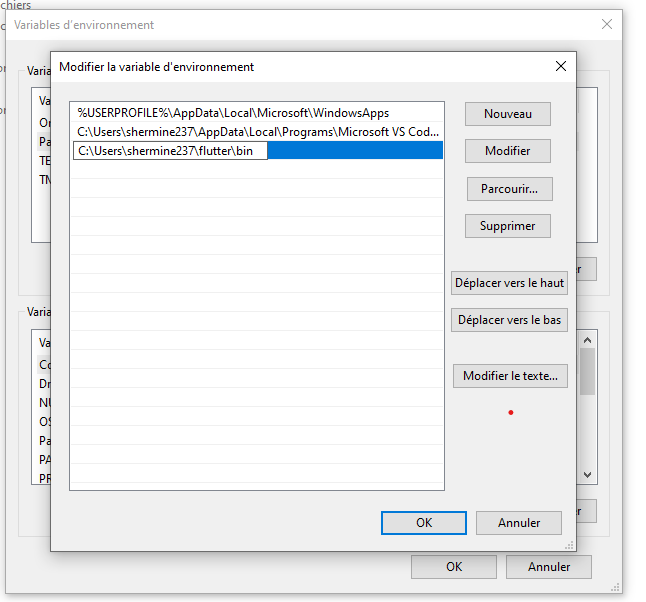 chiers
Variables d'environnement
Modifier la variable d'environnement
Varia
Va
Or
Pa
TE
TN
%USERPROFILE%\AppData\Local\Microsoft\WindowsApps
C:\Users\shermine237\AppData\Local\Programs\Microsoft VS Cod...
C:\Users\shermine237\flutter\bin
Nouveau
Modifier
Parcourir...
Supprimer
Déplacer vers le haut
Déplacer vers le bas
Modifier le texte...
Varia
Va
Co
Dr
NU
OS
Pa
PA
PR
OK
Annuler
OK
Annuler